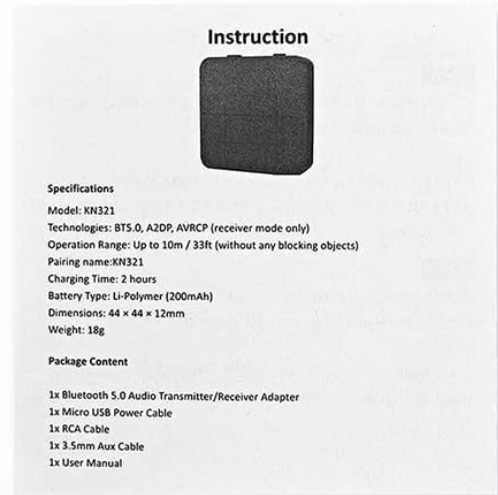 Instruction
Specifications
Model: KN321
Technologies: BT5.0, A2DP, AVRCP (receiver mode only)
Operation Range: Up to 10m / 33ft (without any blocking objects)
Pairing name:KN321
Charging Time: 2 hours
Battery Type: Li-Polymer (200mAh)
Dimensions: 44 × 44 × 12mm
Weight: 18g
Package Content
1x Bluetooth 5.0 Audio Transmitter/Receiver Adapter
1x Micro USB Power Cable
1x RCA Cable
1x 3.5mm Aux Cable
1x User Manual